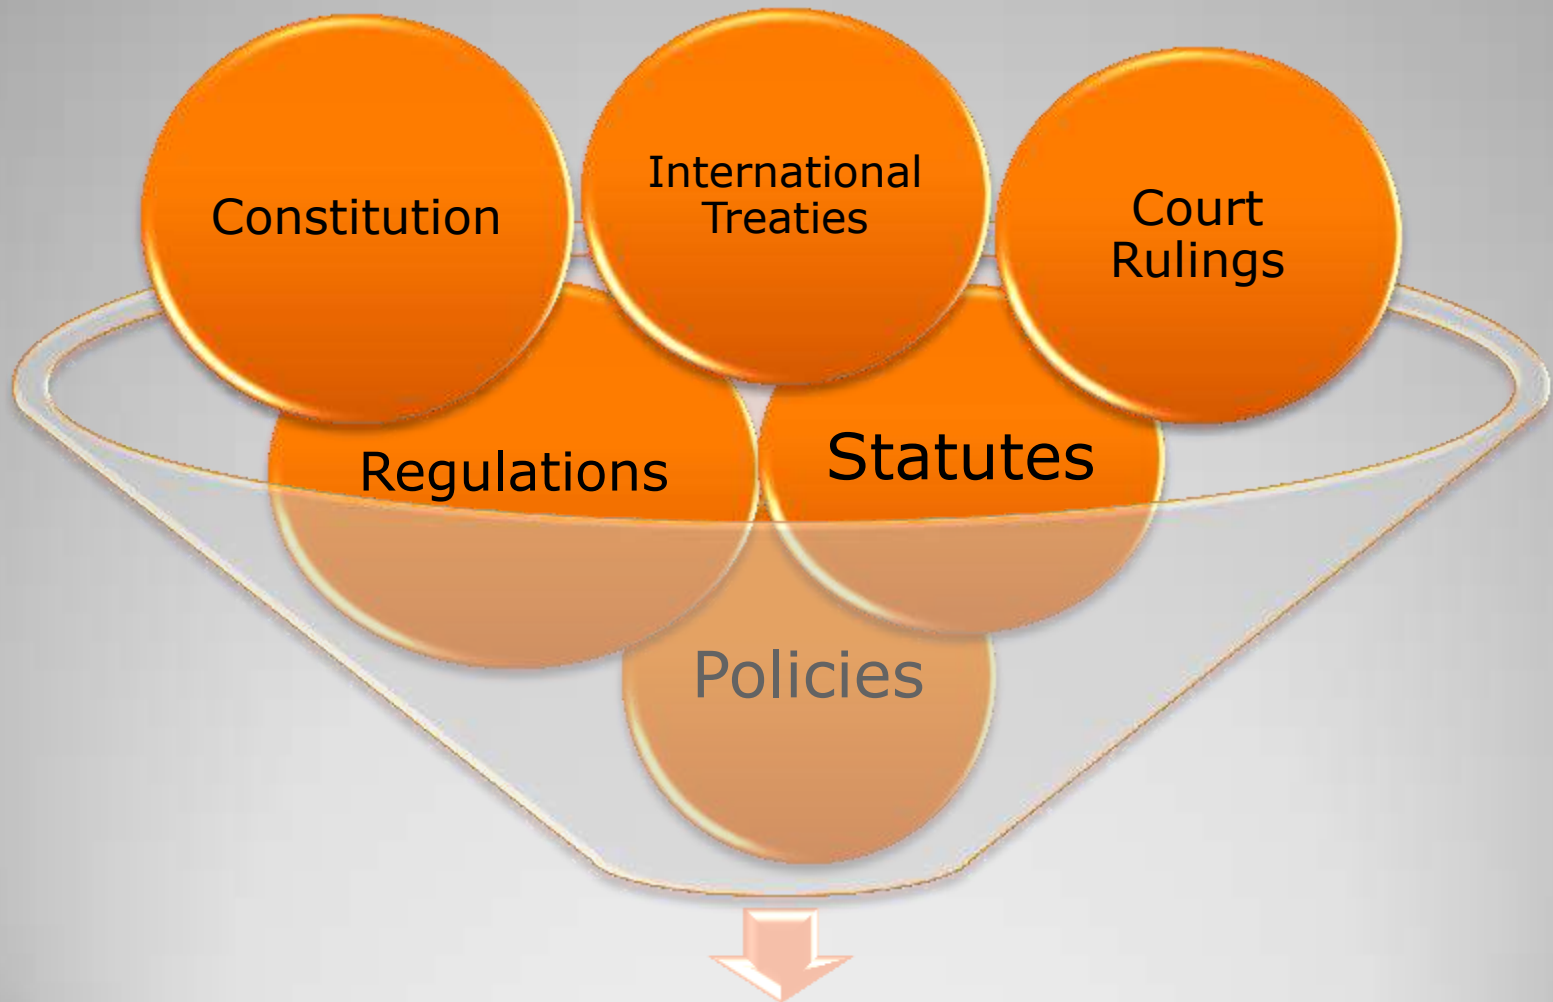 Constitution
International
Treaties
Court
Rulings
Regulations
Statutes
Policies